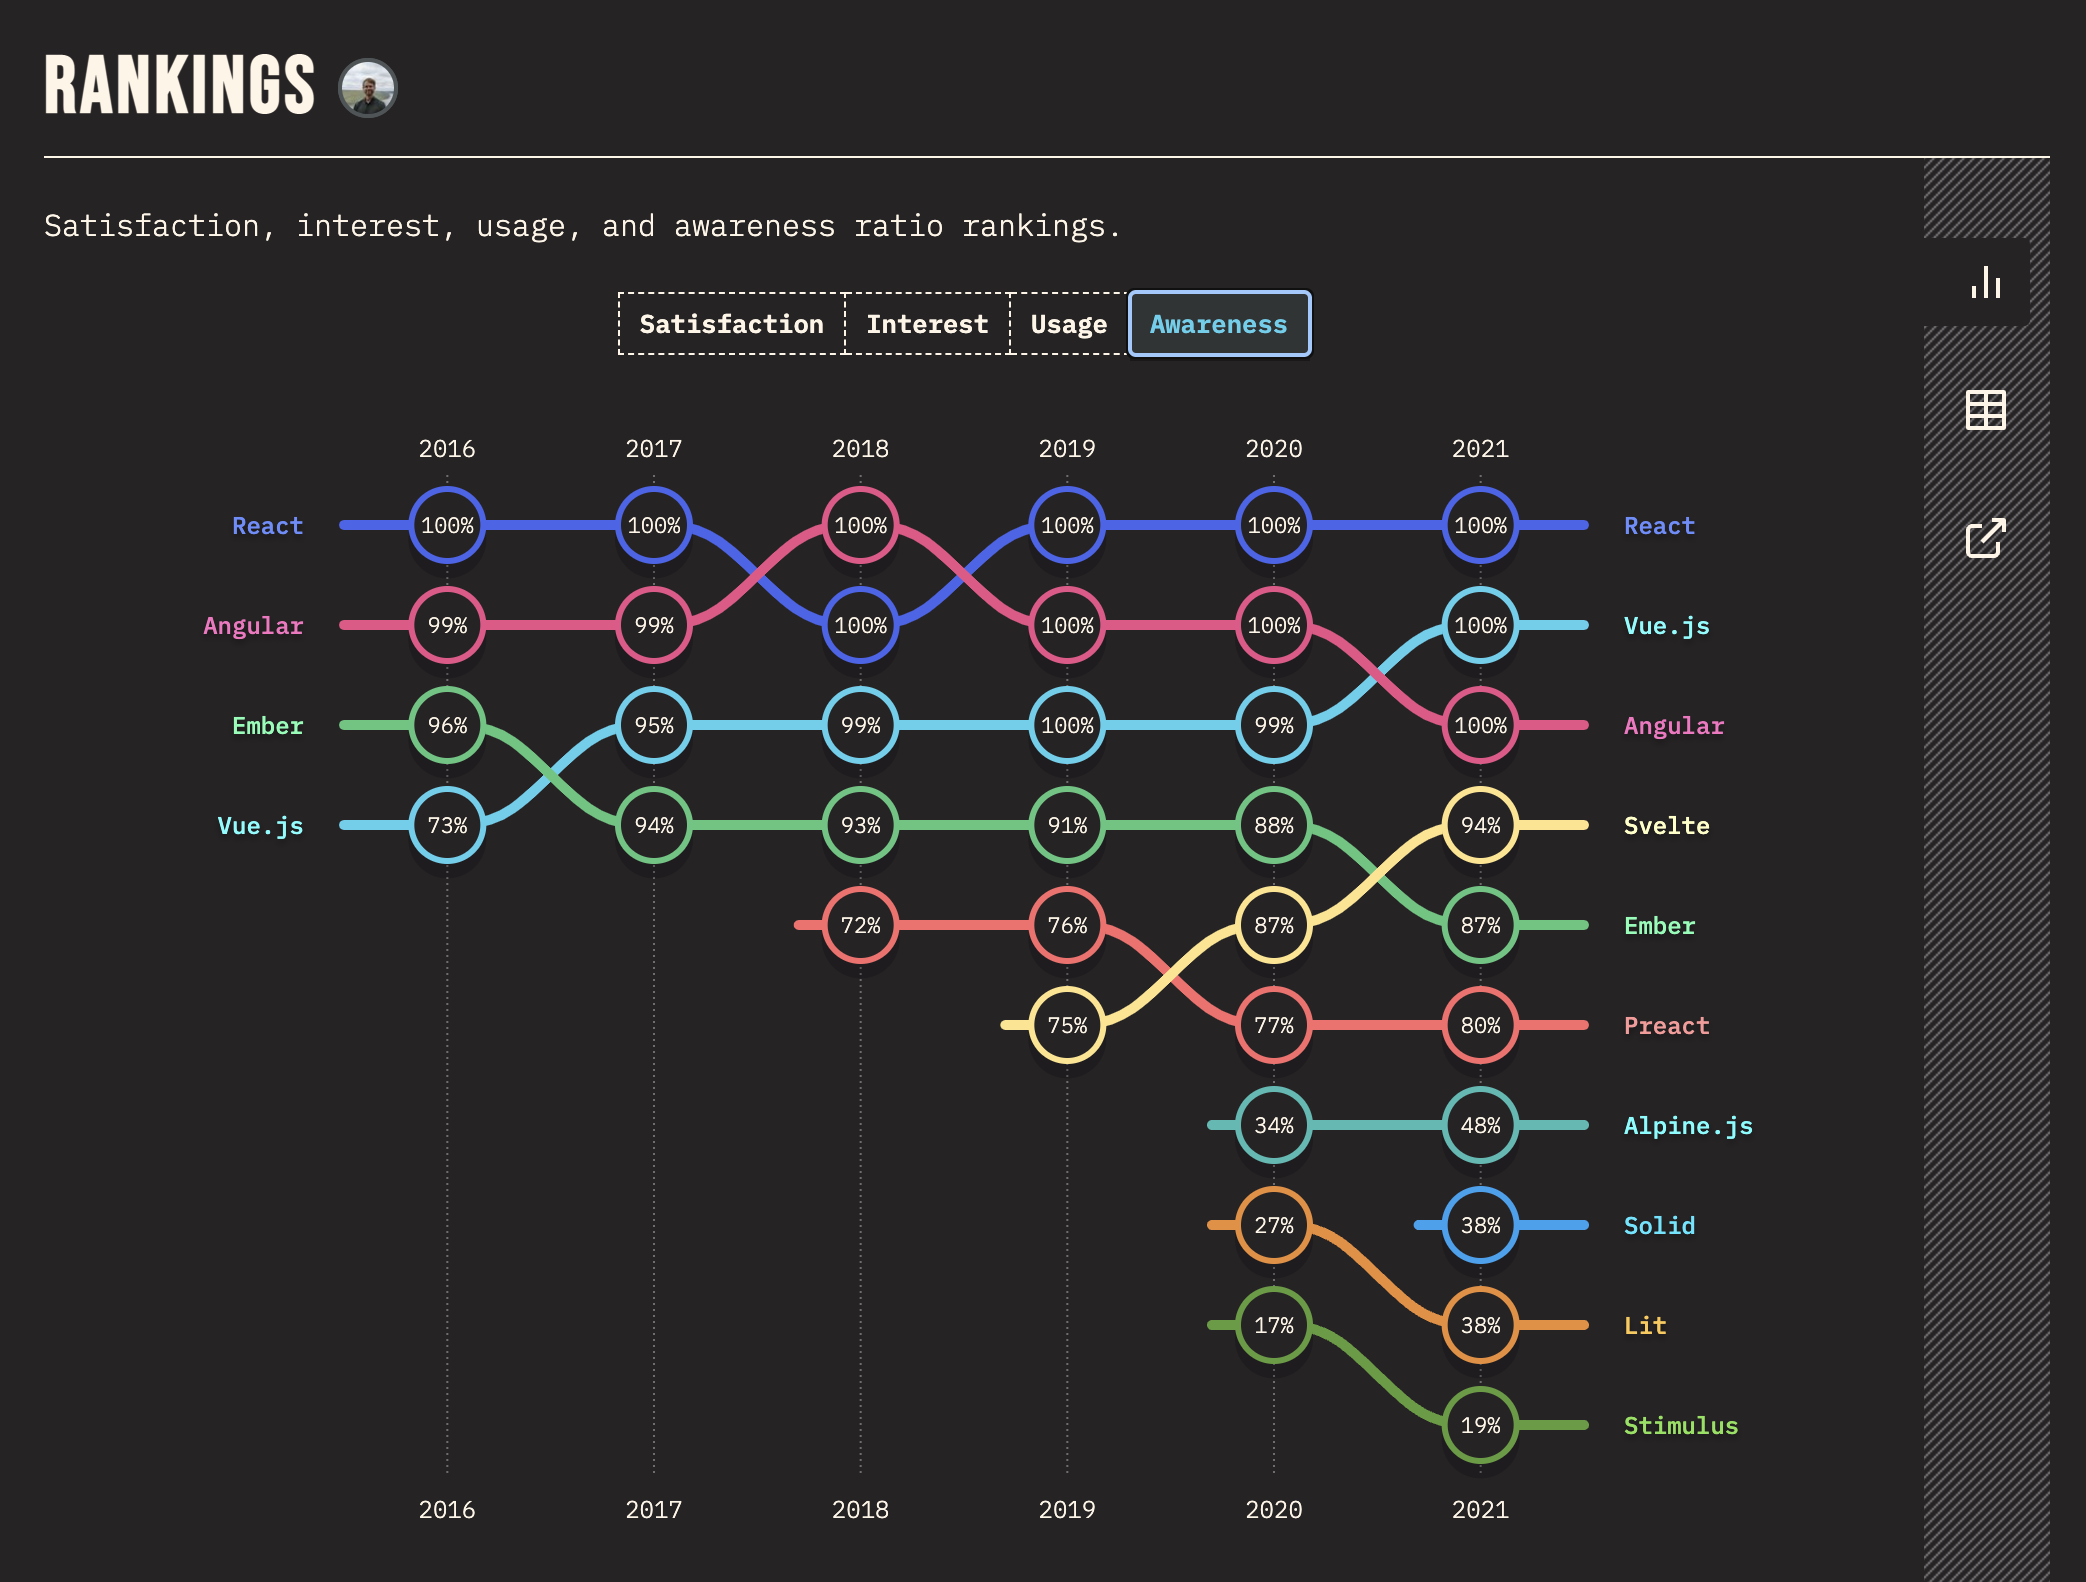 RANKINGS
Satisfaction, interest, usage, and awareness ratio rankings.
Satisfaction Interest Usage Awareness
2016 2017 2018 2019 2020 2021
React 100% 100% 100% 100% 100% 100% React
Angular 99% 99% 100% 100% 100% 100% Vue.js
Ember 96% 95% 99% 100% 99% 100% Angular
Vue.js 73% 94% 93% 91% 88% 94% Svelte
72% 76% 87% 87% Ember
75% 77% 80% Preact
34% 48% Alpine.js
27% 38% Solid
17% 38% Lit
19% Stimulus
2016 2017 2018 2019 2020 2021